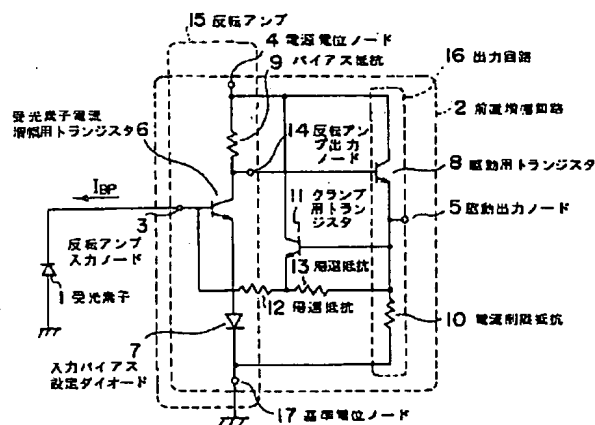 15 反転アンプ
4 電源電位ノード
9 バイアス抵抗
16 出力回路
2 前置増幅回路
受光素子電流
増幅用トランジスタ 6
14 反転アン
プ出力
ノード
8 駆動用トランジスタ
IBP
11 クランプ
用トラン
ジスタ
5 駆動出力ノード
3
反転アンプ
入力ノード
13 帰還抵抗
1 受光素子
12 帰還抵抗
10 電流制限抵抗
7
入力バイアス
設定ダイオード
17 基準電位ノード